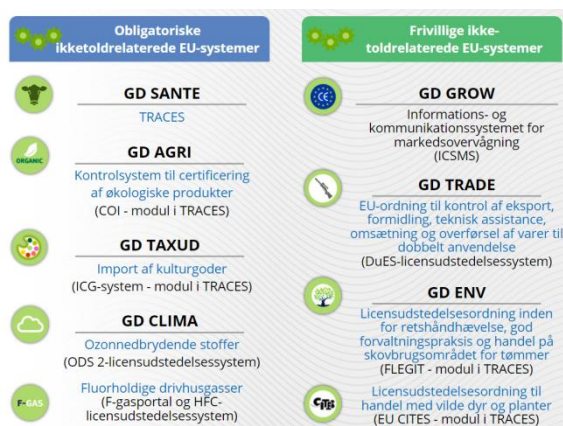 Obligatoriske
ikketoldrelaterede EU-systemer
GD SANTE
TRACES
ORGANIC
GD AGRI
Kontrolsystem til certificering
af økologiske produkter
(COI - modul i TRACES)
GD TAXUD
Import af kulturgoder
(ICG-system - modul i TRACES)
GD CLIMA
Ozonnedbrydende stoffer
(ODS 2-licensudstedelsessystem)
F-GAS
Fluorholdige drivhusgasser
(F-gasportal og HFC-
licensudstedelsessystem)
Frivillige ikke-
toldrelaterede EU-systemer
CE
GD GROW
Informations- og
kommunikationssystemet for
markedsovervågning
(ICSMS)
GD TRADE
EU-ordning til kontrol af eksport,
formidling, teknisk assistance,
omsætning og overførsel af varer til
dobbelt anvendelse
(DuES-licensudstedelsessystem)
GD ENV
Licensudstedelsesordning inden
for retshåndhævelse, god
forvaltningspraksis og handel på
skovbrugsområdet for tømmer
(FLEGIT - modul i TRACES)
CITES
Licensudstedelsesordning til
handel med vilde dyr og planter
(EU CITES - modul i TRACES)